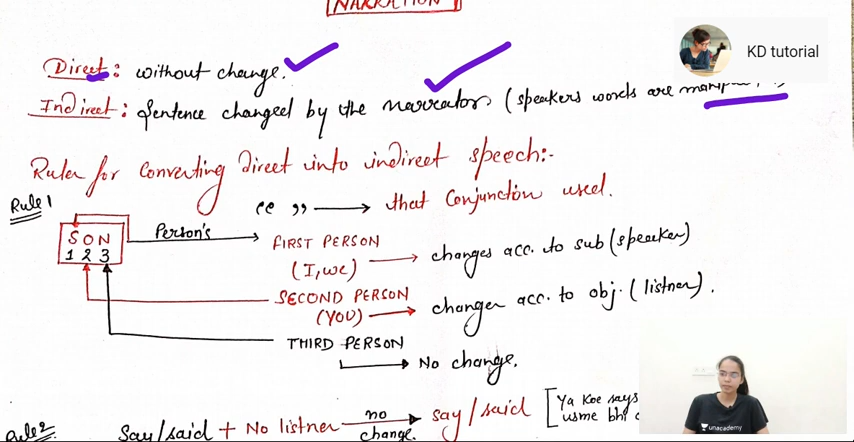 NARRATION
KD tutorial
Direct: without change.
Indirect: Sentence changed by the narrator (speakers words are
Rules for converting direct into indirect speech:-
Rule 1
“ ” → that conjunction used.
SON
1 2 3
Person's
FIRST PERSON
(I, we) → changes acc. to sub (speaker)
SECOND PERSON
(YOU) → changes acc. to obj. (listner).
THIRD PERSON
→ No change.
Rule 2
Say/said + No listner no change. → say/said [Ya koe says
usme bhi
unacademy